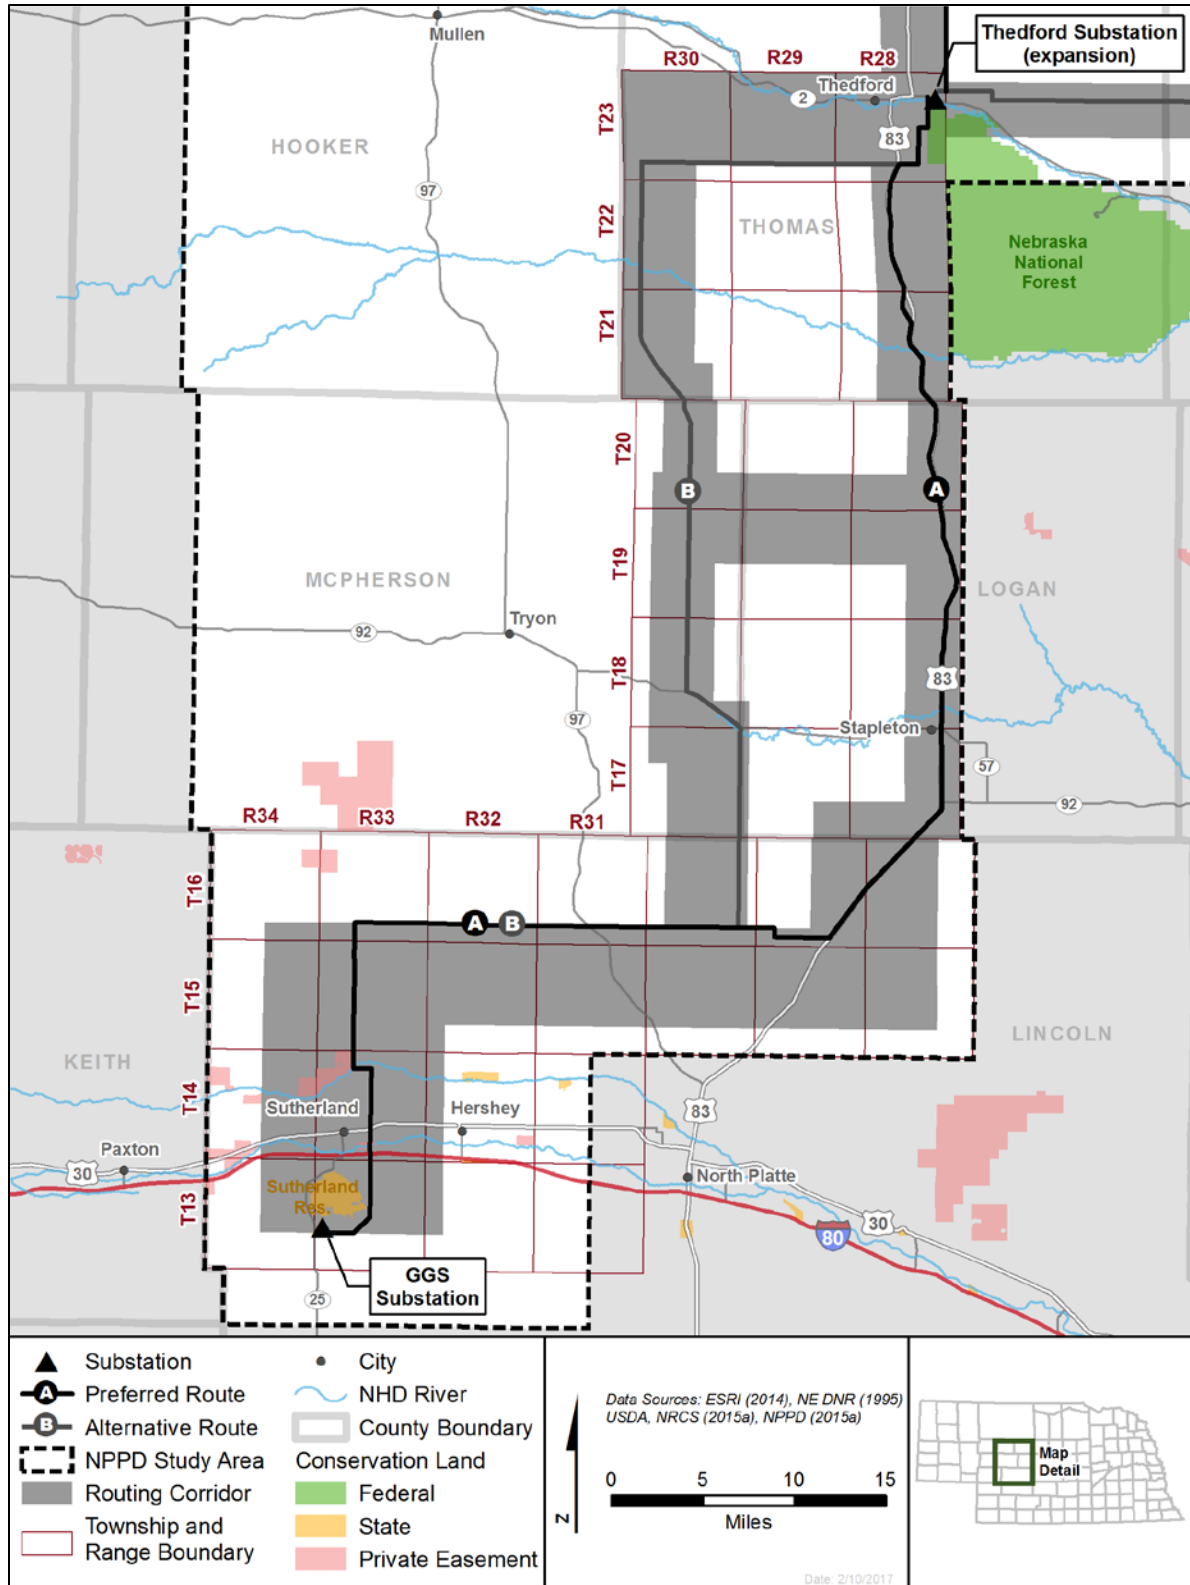 Mullen
Thedford Substation
(expansion)
R30
R29
R28
Thedford
2
83
T23
HOOKER
97
T22
THOMAS
Nebraska
National
Forest
T21
T20
B
A
T19
MCPHERSON
LOGAN
Tryon
92
T18
83
97
Stapleton
57
T17
92
R34
R33
R32
R31
T16
A
B
T15
LINCOLN
KEITH
T14
Sutherland
Hershey
83
Paxton
30
North Platte
T13
Sutherland
Res.
30
80
GGS
Substation
25
Substation
A
Preferred Route
B
Alternative Route
NPPD Study Area
Routing Corridor
Township and
Range Boundary
City
NHD River
County Boundary
Conservation Land
Federal
State
Private Easement
Z
Data Sources: ESRI (2014), NE DNR (1995)
USDA, NRCS (2015a), NPPD (2015a)
0 5 10 15
Miles
Map
Detail
Date: 2/10/2017